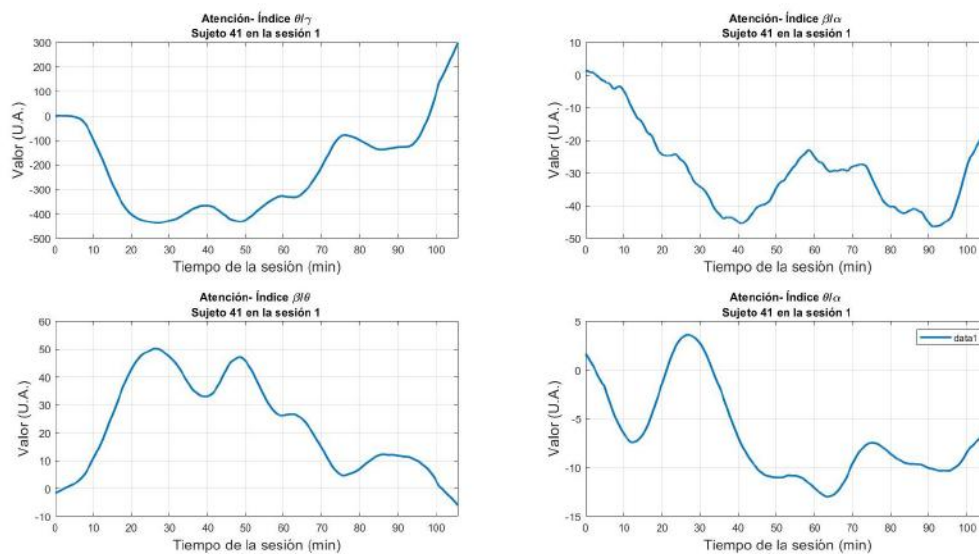 Atención- Índice θ/γ
Sujeto 41 en la sesión 1
300
200
100
0
-100
-200
-300
-400
-500
Valor (U.A.)
0 10 20 30 40 50 60 70 80 90 100
Tiempo de la sesión (min)
Atención- Índice β/α
Sujeto 41 en la sesión 1
10
0
-10
-20
-30
-40
-50
Valor (U.A.)
0 10 20 30 40 50 60 70 80 90 100
Tiempo de la sesión (min)
Atención- Índice β/θ
Sujeto 41 en la sesión 1
60
50
40
30
20
10
0
-10
Valor (U.A.)
0 10 20 30 40 50 60 70 80 90 100
Tiempo de la sesión (min)
Atención- Índice θ/α
Sujeto 41 en la sesión 1
data1
5
0
-5
-10
-15
Valor (U.A.)
0 10 20 30 40 50 60 70 80 90 100
Tiempo de la sesión (min)